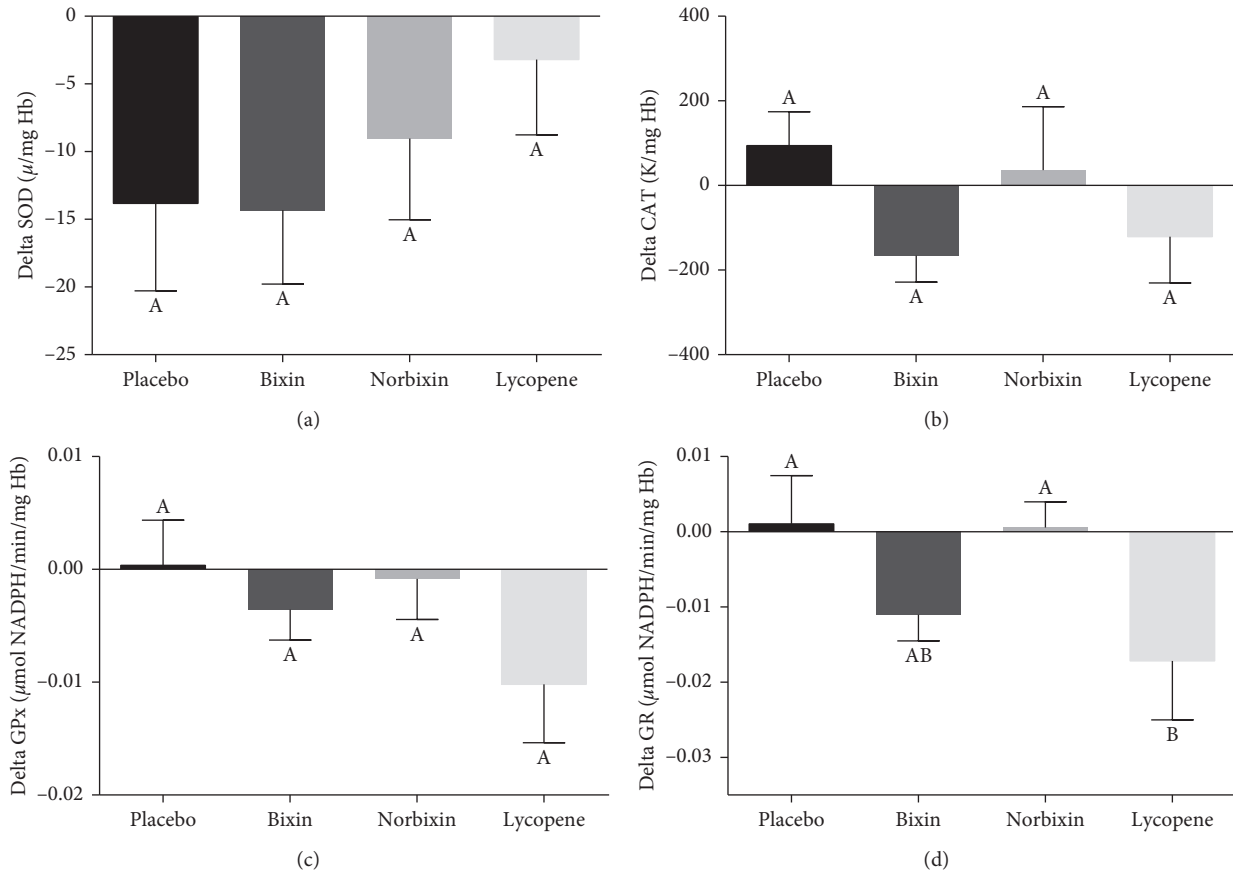 0
−5
−10
−15
−20
−25
Delta SOD (μ/mg Hb)
A
A
A
A
Placebo
Bixin
Norbixin
Lycopene
(a)
400
200
0
−200
−400
Delta CAT (K/mg Hb)
A
A
A
A
Placebo
Bixin
Norbixin
Lycopene
(b)
0.01
0.00
−0.01
−0.02
Delta GPx (μmol NADPH/min/mg Hb)
A
A
A
A
Placebo
Bixin
Norbixin
Lycopene
(c)
0.01
0.00
−0.01
−0.02
−0.03
Delta GR (μmol NADPH/min/mg Hb)
A
AB
A
B
Placebo
Bixin
Norbixin
Lycopene
(d)